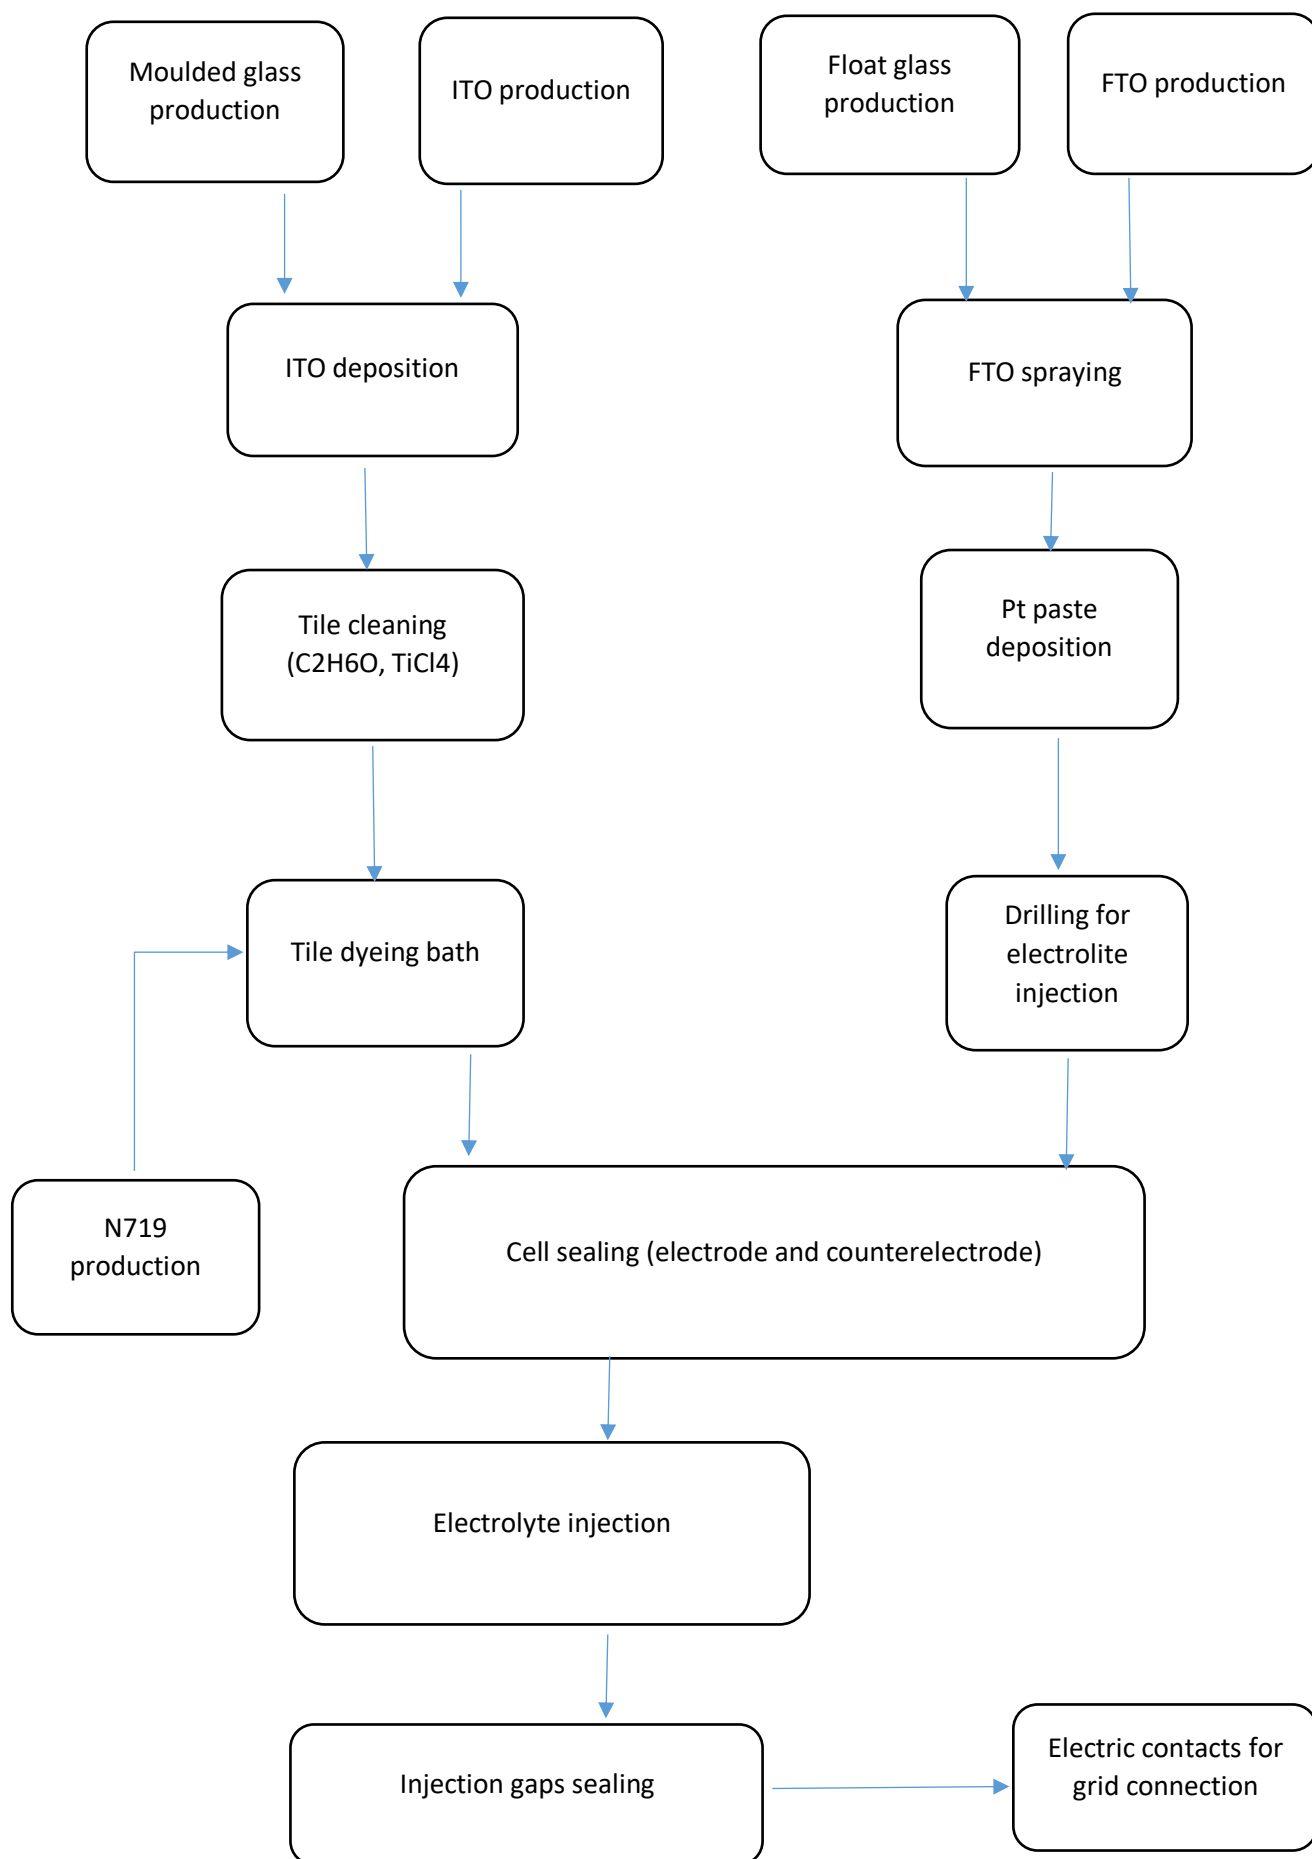 Moulded glass
production
ITO production
Float glass
production
FTO production
ITO deposition
FTO spraying
Tile cleaning
(C2H6O, TiCl4)
Pt paste
deposition
Tile dyeing bath
Drilling for
electrolite
injection
N719
production
Cell sealing (electrode and counterelectrode)
Electrolyte injection
Injection gaps sealing
Electric contacts for
grid connection